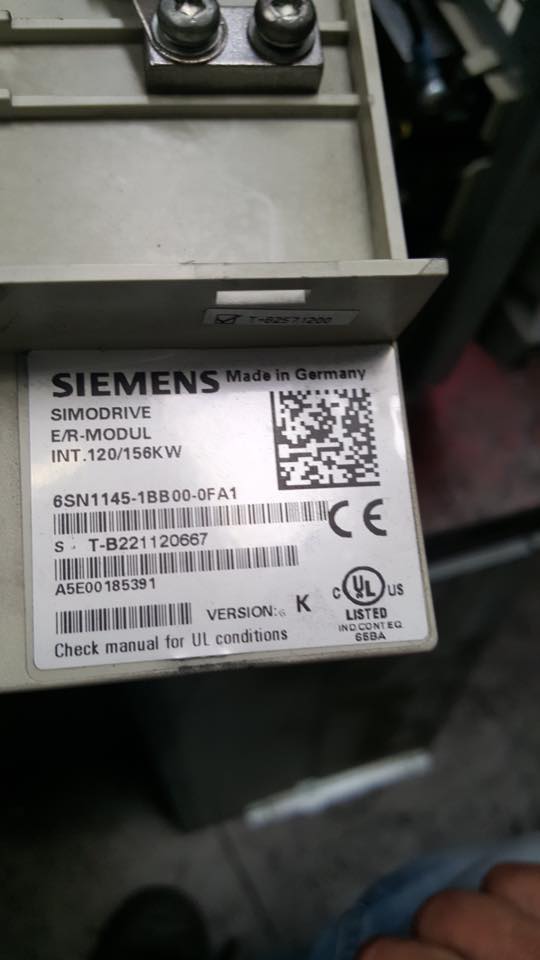 T-B2571200
SIEMENS Made in Germany
SIMODRIVE
E/R-MODUL
INT.120/156KW
6SN1145-1BB00-0FA1
CE
S . T-B221120667
A5E00185391
VERSION: K
C UL US
LISTED
IND.CONT.EQ.
65BA
Check manual for UL conditions